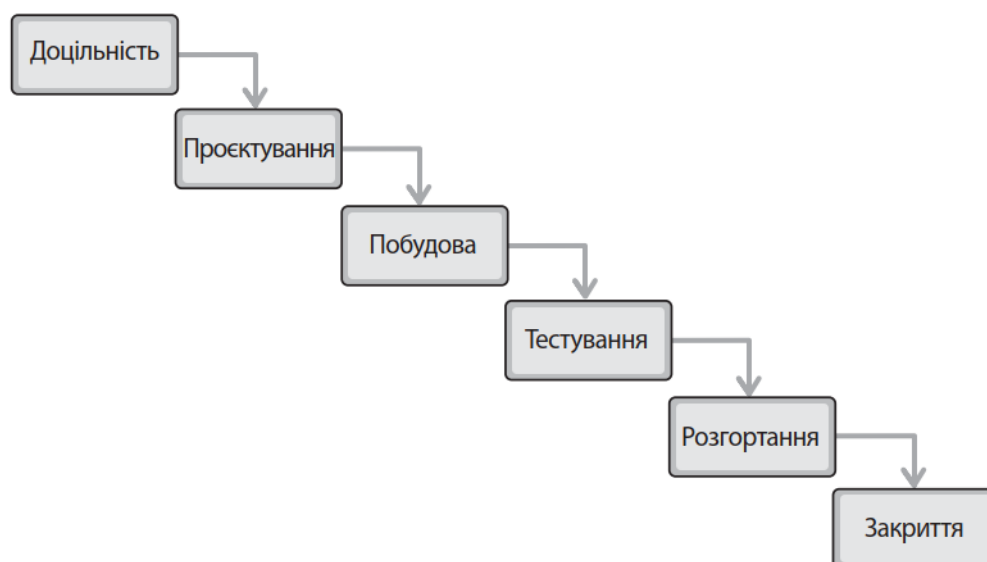 Доцільність
Проєктування
Побудова
Тестування
Розгортання
Закриття